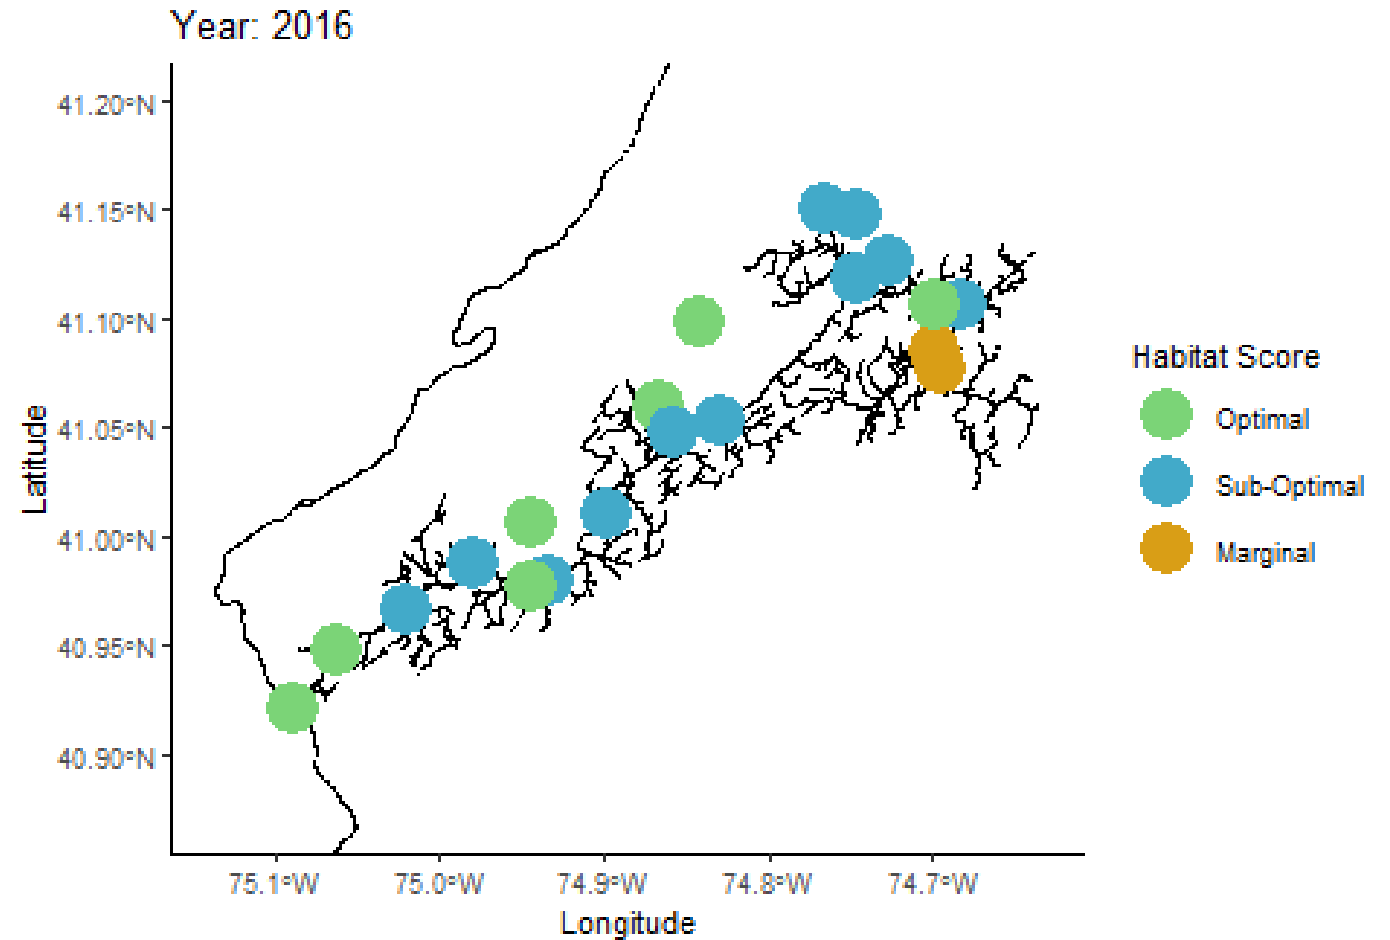 Year: 2016
41.20°N
41.15°N
41.10°N
41.05°N
41.00°N
40.95°N
40.90°N
Latitude
75.1°W 75.0°W 74.9°W 74.8°W 74.7°W
Longitude
Habitat Score
Optimal
Sub-Optimal
Marginal